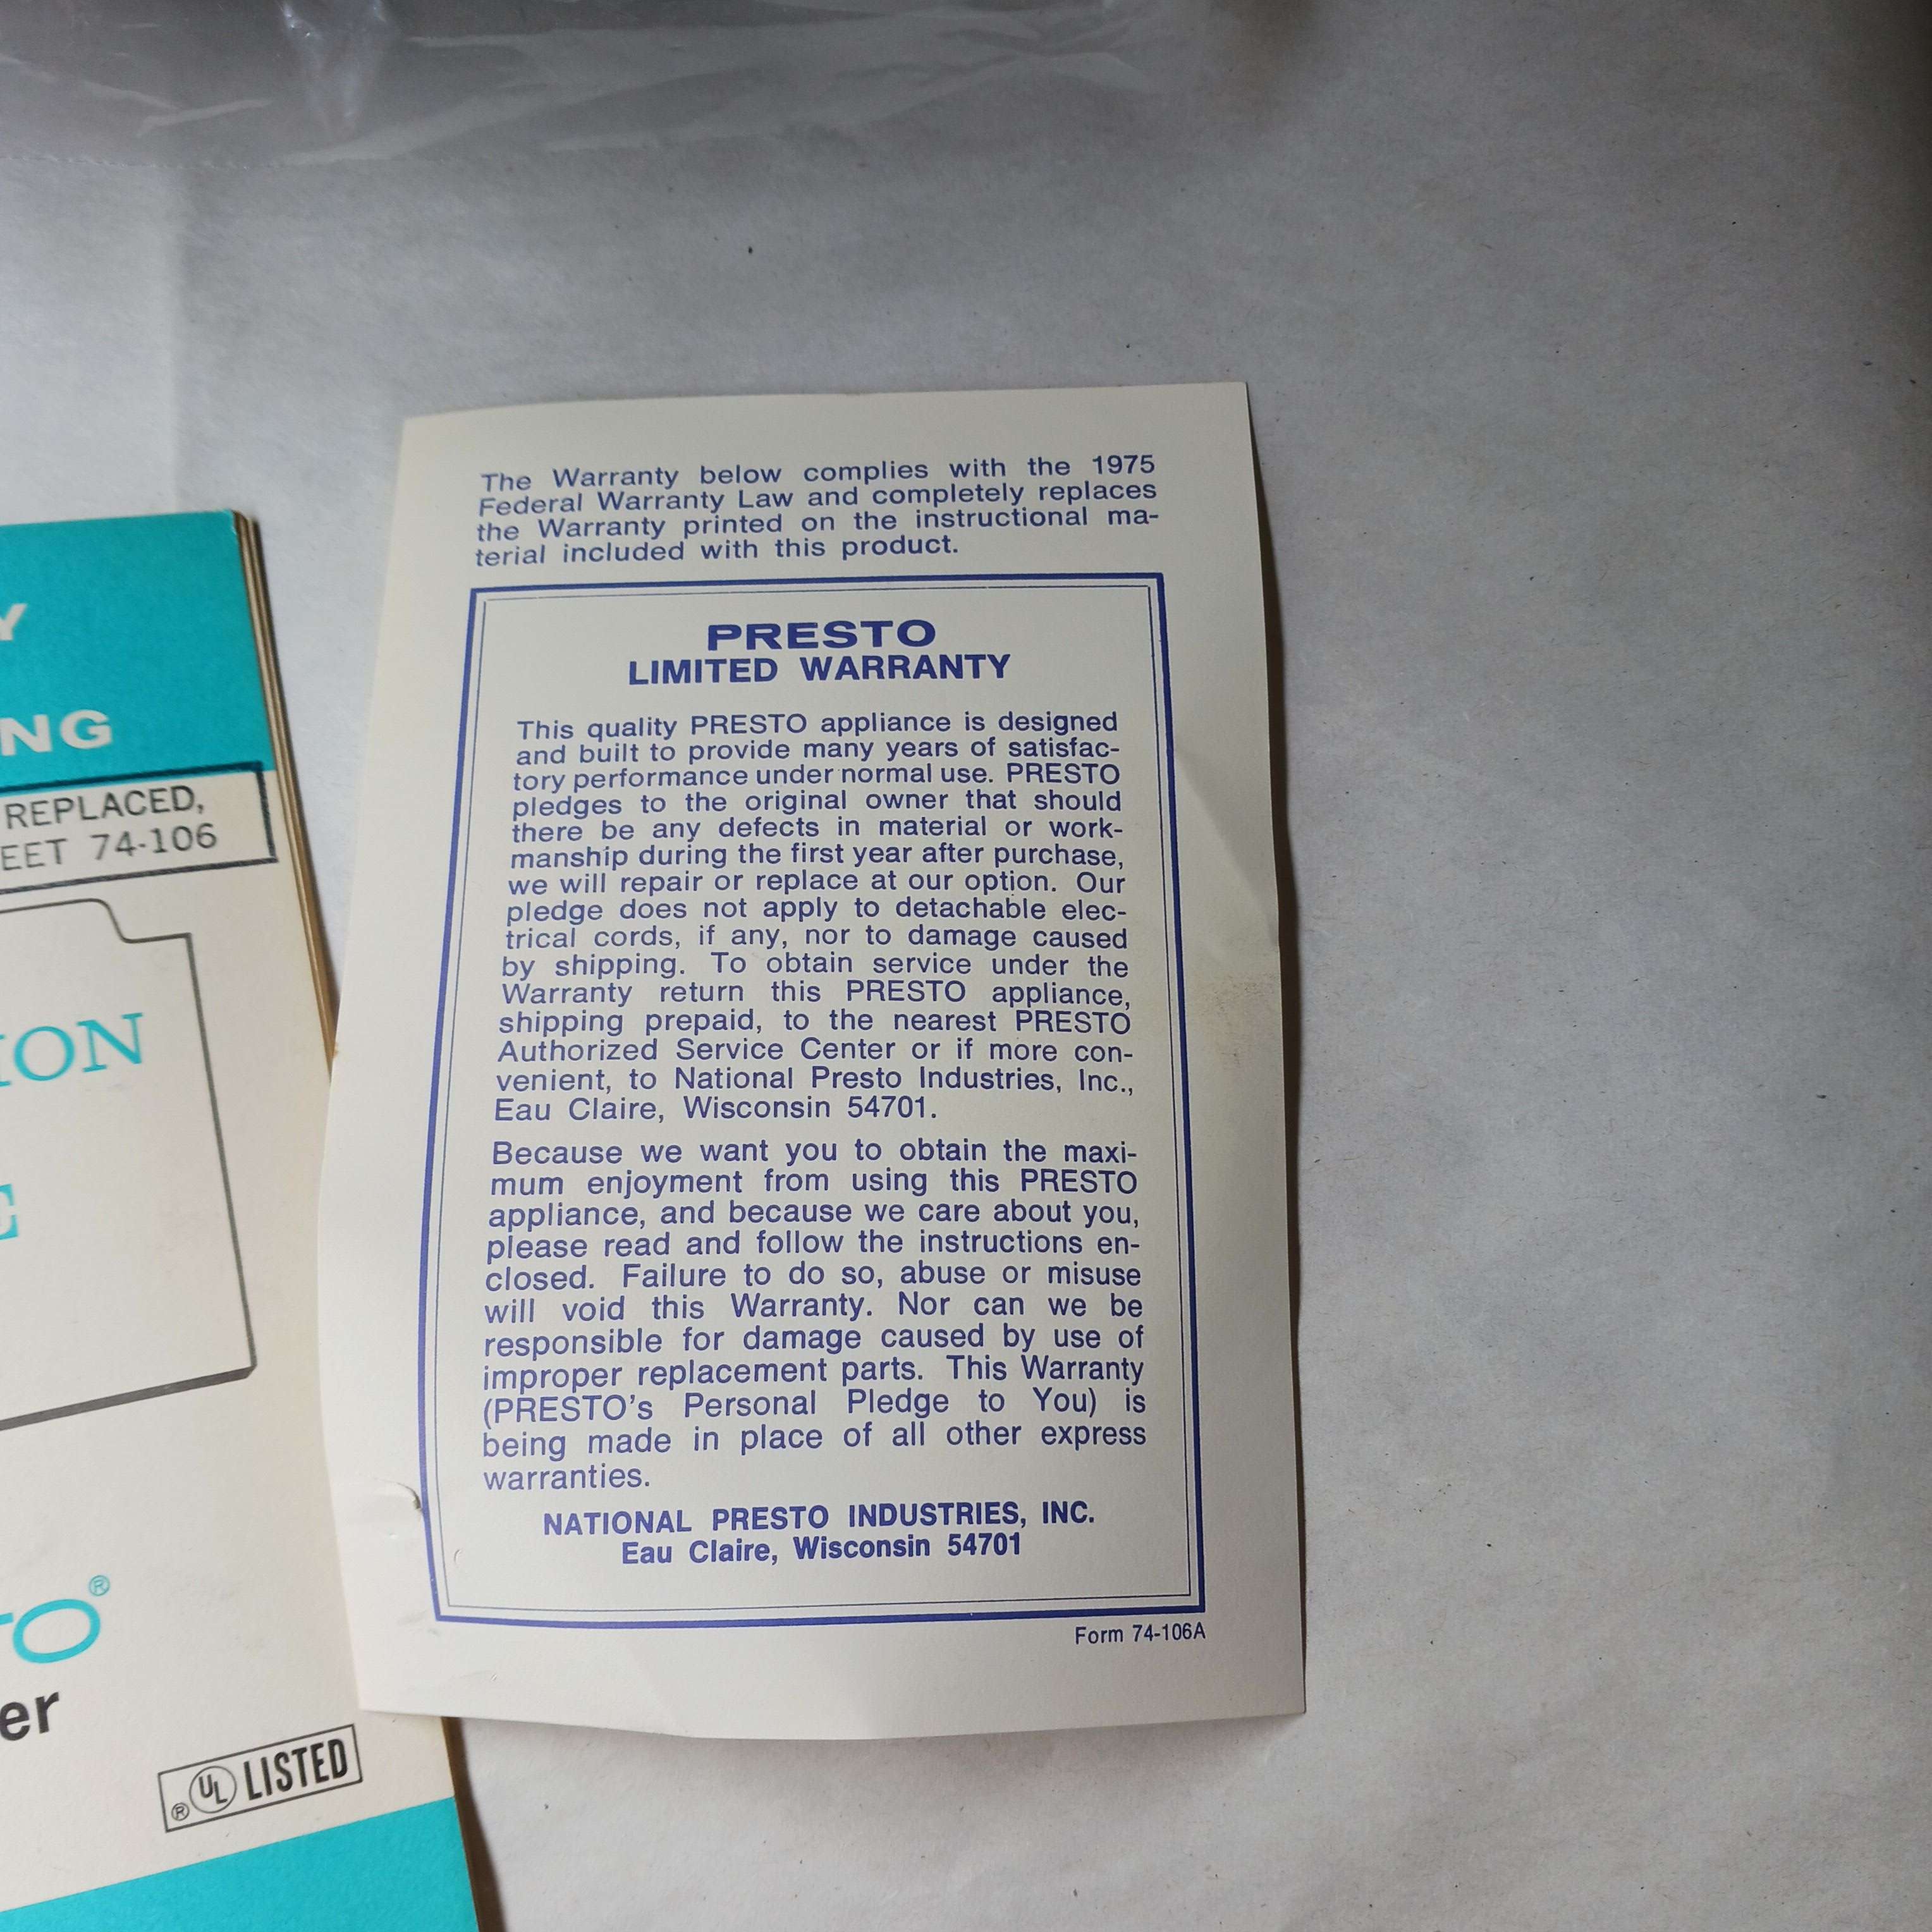 The Warranty below complies with the 1975
Federal Warranty Law and completely replaces
the Warranty printed on the instructional ma-
terial included with this product.
PRESTO
LIMITED WARRANTY
This quality PRESTO appliance is designed
and built to provide many years of satisfac-
tory performance under normal use. PRESTO
pledges to the original owner that should
there be any defects in material or work-
manship during the first year after purchase,
we will repair or replace at our option. Our
pledge does not apply to detachable elec-
trical cords, if any, nor to damage caused
by shipping. To obtain service under the
Warranty return this PRESTO appliance,
shipping prepaid, to the nearest PRESTO
Authorized Service Center or if more con-
venient, to National Presto Industries, Inc.,
Eau Claire, Wisconsin 54701.
Because we want you to obtain the maxi-
mum enjoyment from using this PRESTO
appliance, and because we care about you,
please read and follow the instructions en-
closed. Failure to do so, abuse or misuse
will void this Warranty. Nor can we be
responsible for damage caused by use of
improper replacement parts. This Warranty
(PRESTO's Personal Pledge to You) is
being made in place of all other express
warranties.
NATIONAL PRESTO INDUSTRIES, INC.
Eau Claire, Wisconsin 54701
Form 74-106A
Y
NG
REPLACED,
EET 74-106
ION
E
TO®
er
® UL LISTED